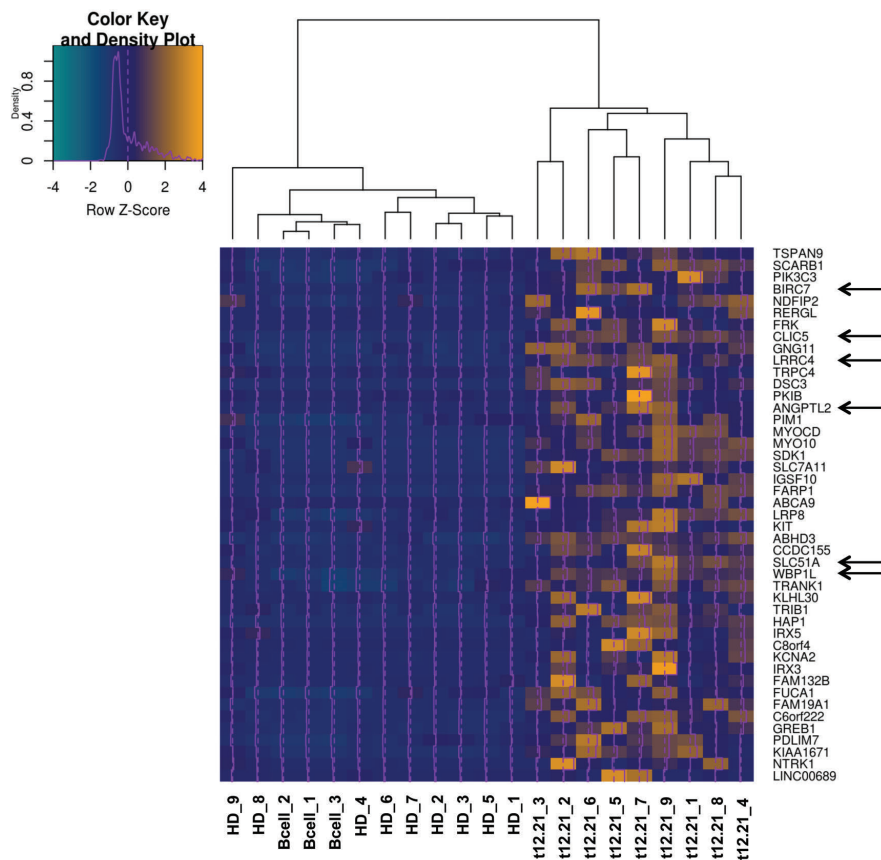 Color Key
and Density Plot
Density
0 0.4 0.8
-4 -2 0 2 4
Row Z-Score
TSPAN9
SCARB1
PIK3C3
BIRC7
NDFIP2
RERGL
FRK
CLIC5
GNG11
LRRC4
TRPC4
DSC3
PKIB
ANGPTL2
PIM1
MYOCD
MYO10
SDK1
SLC7A11
IGSF10
FARP1
ABCA9
LRP8
KIT
ABHD3
CCDC155
SLC51A
WBP1L
TRANK1
KLHL30
TRIB1
HAP1
IRX5
C8orf4
KCNA2
IRX3
FAM132B
FUCA1
FAM19A1
C6orf222
GREB1
PDLIM7
KIAA1671
NTRK1
LINC00689
HD_9
HD_8
Bcell_2
Bcell_1
Bcell_3
HD_4
HD_6
HD_7
HD_2
HD_3
HD_5
HD_1
t12.21_3
t12.21_2
t12.21_6
t12.21_5
t12.21_7
t12.21_9
t12.21_1
t12.21_8
t12.21_4